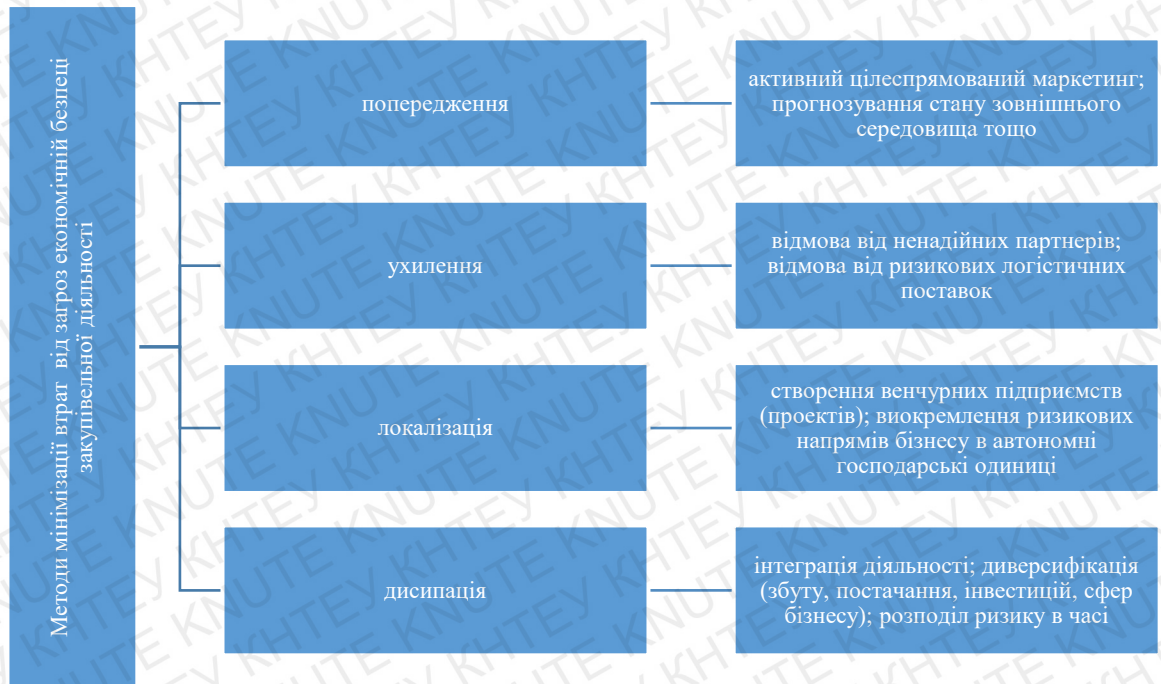 Методи мінімізації втрат від загроз економічній безпеці
закупівельної діяльності
попередження
активний цілеспрямований маркетинг;
прогнозування стану зовнішнього
середовища тощо
ухилення
відмова від ненадійних партнерів;
відмова від ризикових логістичних
поставок
локалізація
створення венчурних підприємств
(проектів); виокремлення ризикових
напрямів бізнесу в автономні
господарські одиниці
дисипація
інтеграція діяльності; диверсифікація
(збуту, постачання, інвестицій, сфер
бізнесу); розподіл ризику в часі
KNUTE КНТЕУ